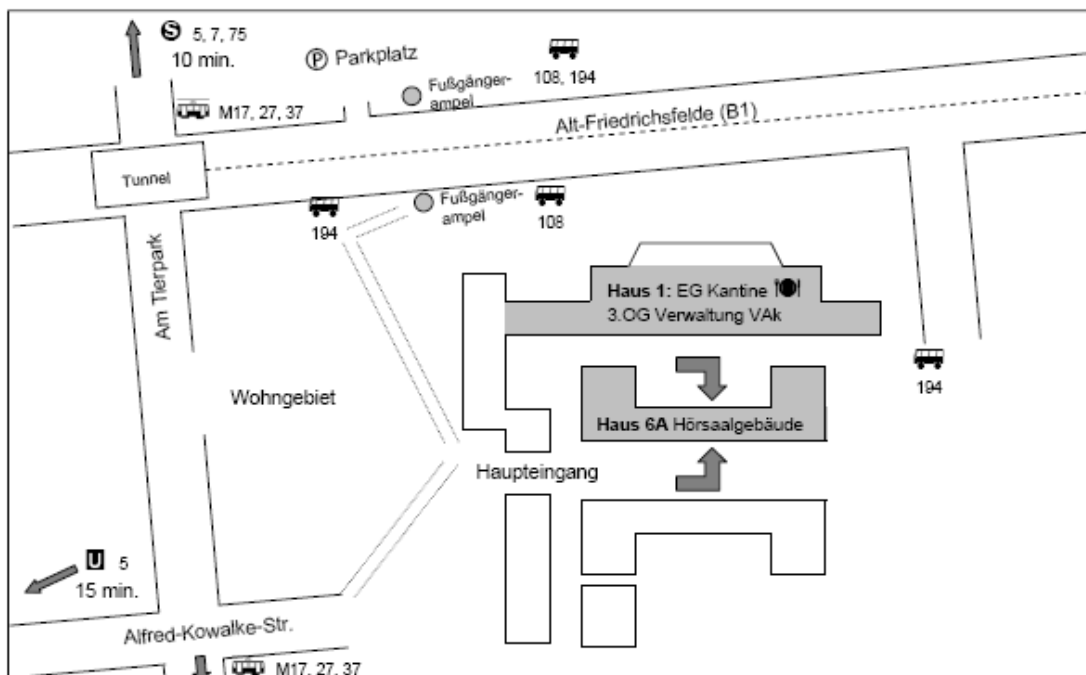 S 5, 7, 75
10 min.
P Parkplatz
Fußgänger-
ampel
108, 194
M17, 27, 37
Alt-Friedrichsfelde (B1)
Tunnel
194
Fußgänger-
ampel
108
Am Tierpark
Haus 1: EG Kantine
3.OG Verwaltung VAk
194
Wohngebiet
Haus 6A Hörsaalgebäude
Haupteingang
U 5
15 min.
Alfred-Kowalke-Str.
M17, 27, 37